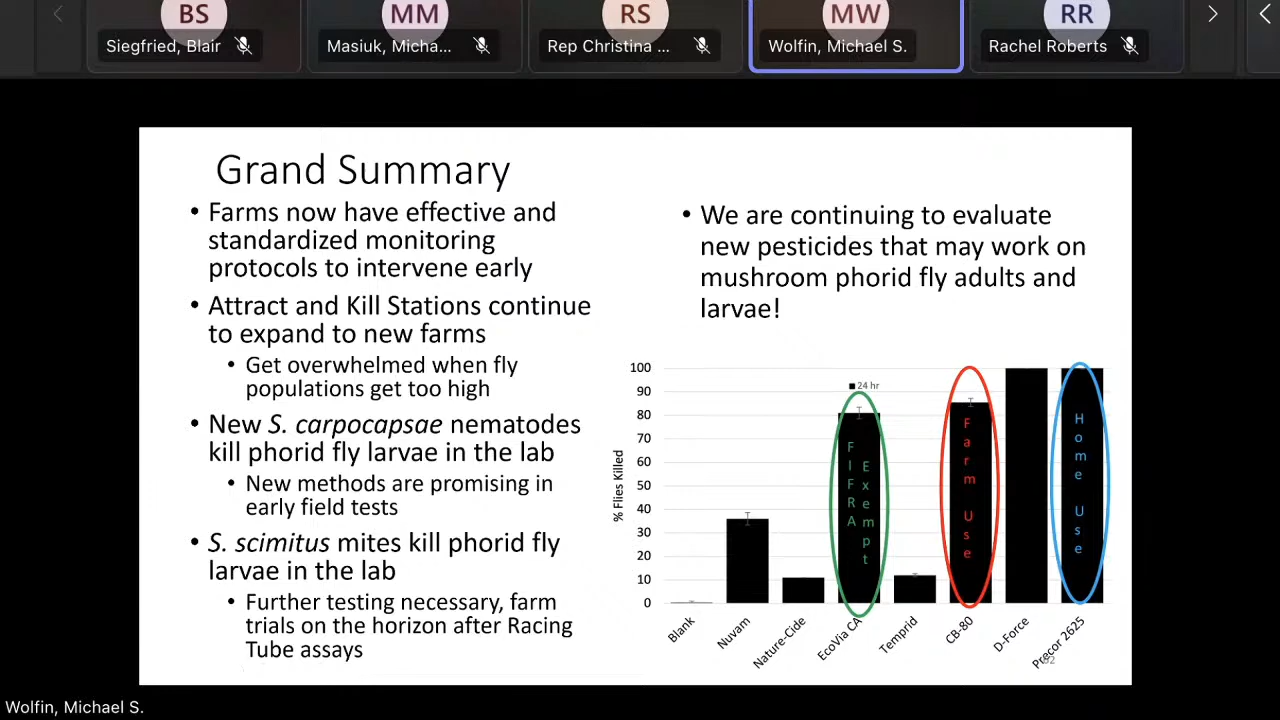 BS
MM
RS
MW
RR
Siegfried, Blair
Masiuk, Micha...
Rep Christina ...
Wolfin, Michael S.
Rachel Roberts
Grand Summary
• Farms now have effective and
standardized monitoring
protocols to intervene early
• Attract and Kill Stations continue
to expand to new farms
• Get overwhelmed when fly
populations get too high
• New S. carpocapsae nematodes
kill phorid fly larvae in the lab
• New methods are promising in
early field tests
• S. scimitus mites kill phorid fly
larvae in the lab
• Further testing necessary, farm
trials on the horizon after Racing
Tube assays
• We are continuing to evaluate
new pesticides that may work on
mushroom phorid fly adults and
larvae!
24 hr
% Flies Killed
100
90
80
70
60
50
40
30
20
10
0
FIFRA
Exempt
Farm Use
Home Use
Blank
Nuvam
Nature-Cide
EcoVia CA
Temprid
CB-80
D-Force
Precor 2625
Wolfin, Michael S.